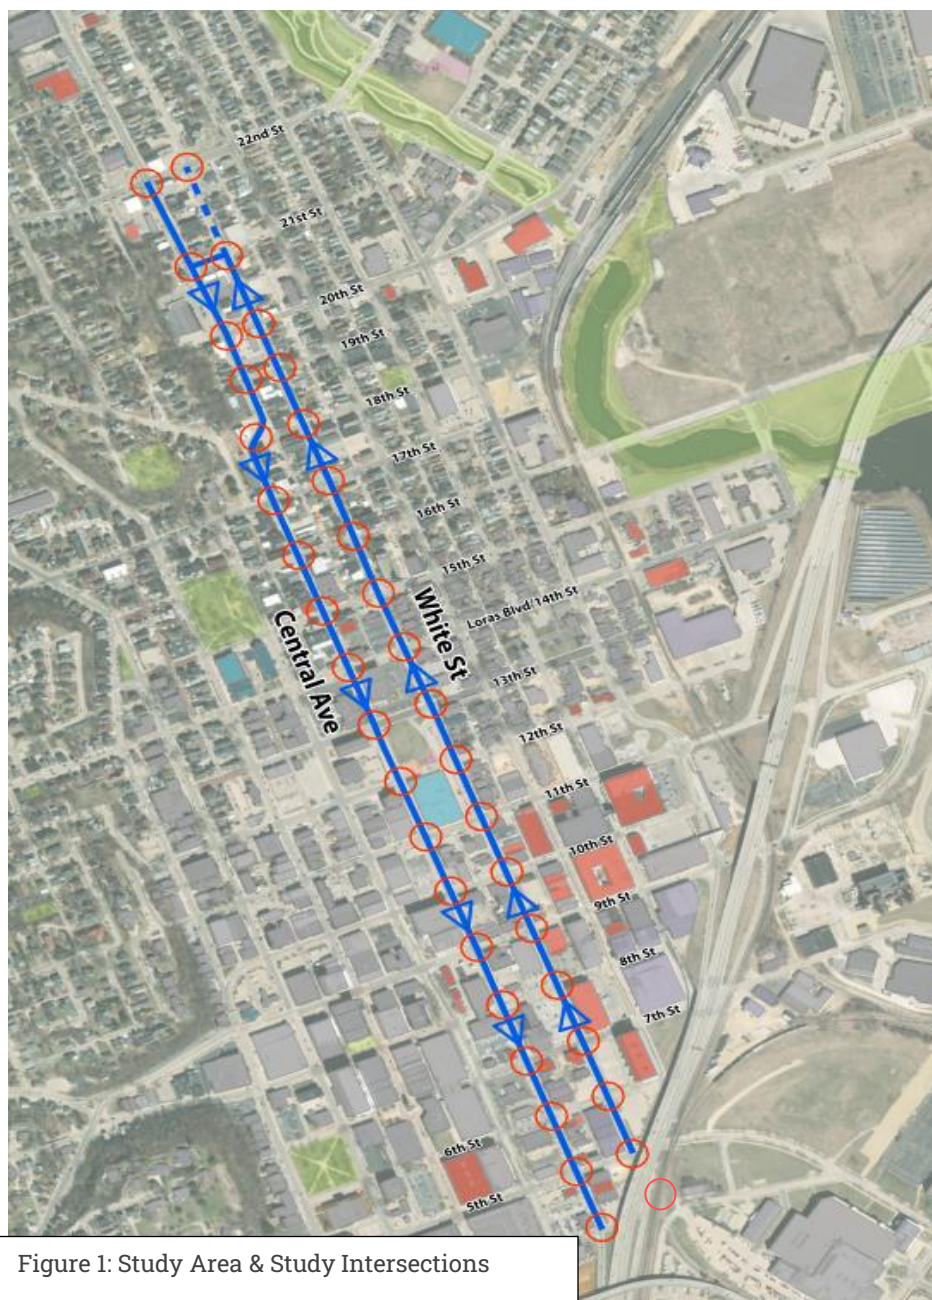 22nd St
21st St
20th St
19th St
18th St
17th St
16th St
15th St
Loras Blvd/14th St
White St
Central Ave
13th St
12th St
11th St
10th St
9th St
8th St
7th St
6th St
5th St
Figure 1: Study Area & Study Intersections